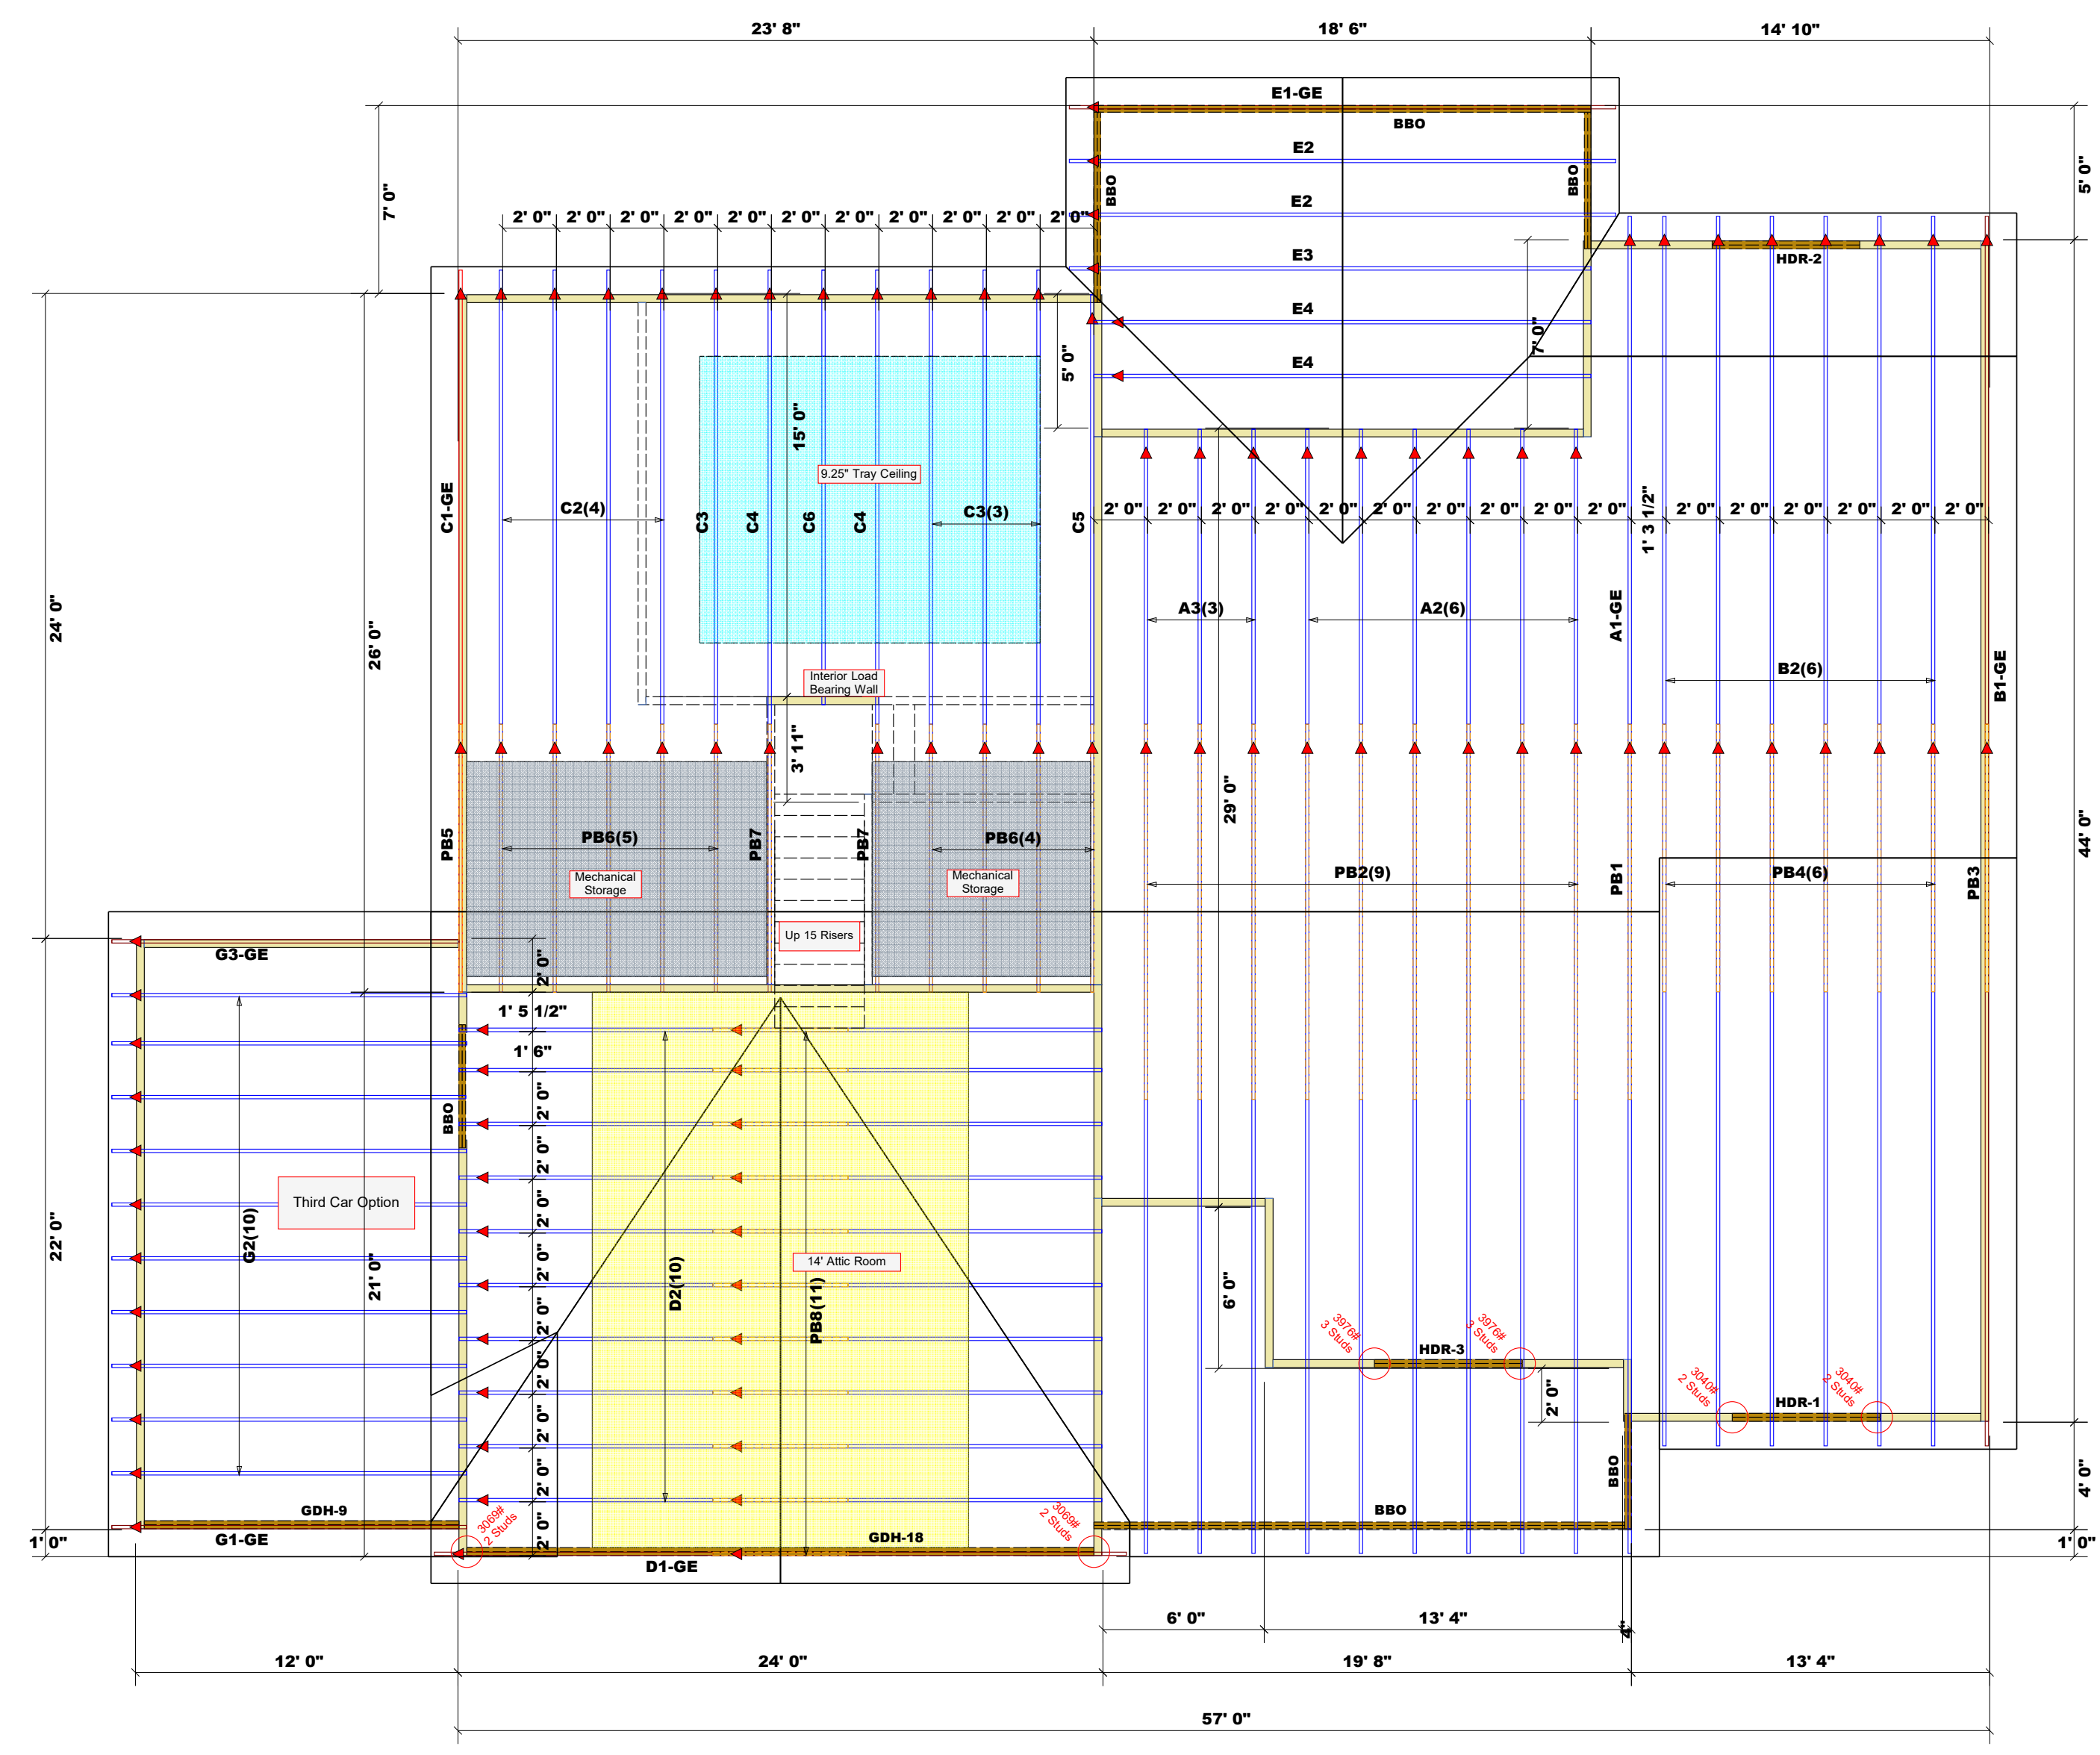 23' 8"
18' 6"
14' 10"
E1-GE
BBO
E2
BBO
BBO
5' 0"
7' 0"
E2
2' 0" 2' 0" 2' 0" 2' 0" 2' 0" 2' 0" 2' 0" 2' 0" 2' 0" 2' 0" 2' 0"
E3
HDR-2
E4
7' 0"
5' 0"
E4
15' 0"
9.25" Tray Ceiling
C1-GE
C2(4)
C3
C4
C6
C4
C3(3)
C5
2' 0" 2' 0" 2' 0" 2' 0" 2' 0" 2' 0" 2' 0" 2' 0" 2' 0" 2' 0"
1' 3 1/2"
2' 0" 2' 0" 2' 0" 2' 0" 2' 0" 2' 0"
24' 0"
26' 0"
A3(3)
A2(6)
A1-GE
B2(6)
B1-GE
Interior Load
Bearing Wall
3' 11"
29' 0"
44' 0"
PB5
PB6(5)
PB7
PB7
PB6(4)
PB2(9)
PB1
PB4(6)
PB3
Mechanical
Storage
Mechanical
Storage
Up 15 Risers
G3-GE
2' 0"
1' 5 1/2"
1' 6"
BBO
2' 0"
2' 0"
2' 0"
2' 0"
2' 0"
2' 0"
2' 0"
2' 0"
2' 0"
Third Car Option
G2(10)
22' 0"
21' 0"
14' Attic Room
D2(10)
PB8(11)
6' 0"
3976#
3 Studs
3976#
3 Studs
HDR-3
3040#
2 Studs
3040#
2 Studs
HDR-1
2' 0"
BBO
BBO
4' 0"
GDH-9
G1-GE
1' 0"
3069#
2 Studs
3069#
2 Studs
GDH-18
D1-GE
1' 0"
6' 0"
13' 4"
4"
12' 0"
24' 0"
19' 8"
13' 4"
57' 0"